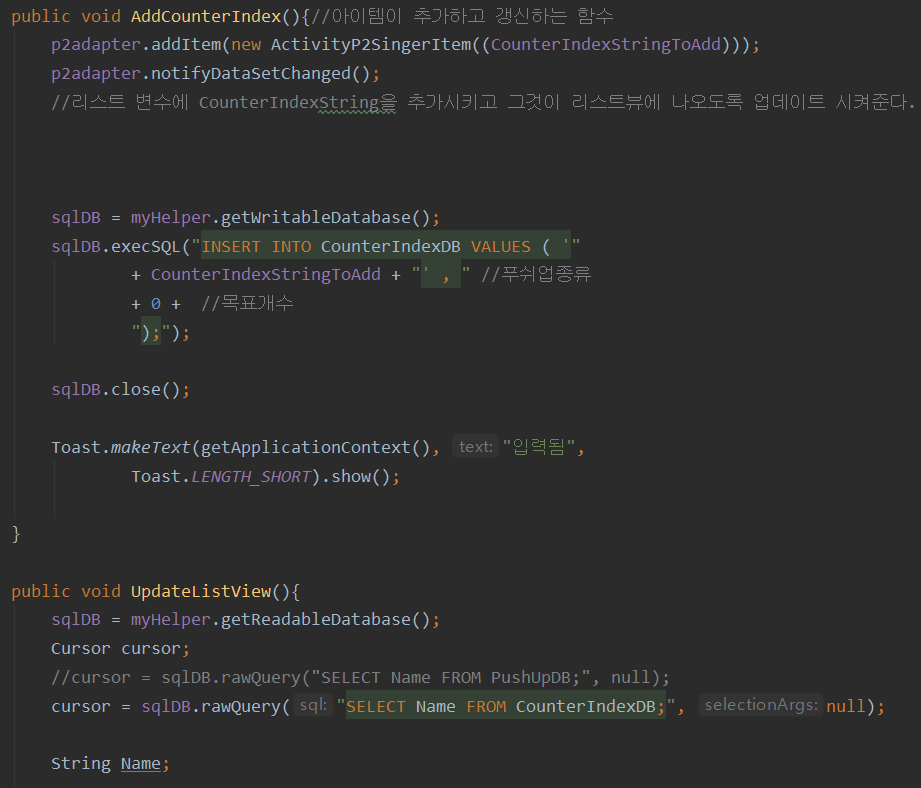 public void AddCounterIndex(){//아이템이 추가하고 갱신하는 함수
p2adapter.addItem(new ActivityP2SingerItem((CounterIndexStringToAdd)));
p2adapter.notifyDataSetChanged();
//리스트 변수에 CounterIndexString을 추가시키고 그것이 리스트뷰에 나오도록 업데이트 시켜준다.
sqlDB = myHelper.getWritableDatabase();
sqlDB.execSQL("INSERT INTO CounterIndexDB VALUES ( '"
+ CounterIndexStringToAdd + "' , " //푸쉬업종류
+ 0 + //목표개수
");");
sqlDB.close();
Toast.makeText(getApplicationContext(), text: "입력됨",
Toast.LENGTH_SHORT).show();
}
public void UpdateListView(){
sqlDB = myHelper.getReadableDatabase();
Cursor cursor;
//cursor = sqlDB.rawQuery("SELECT Name FROM PushUpDB;", null);
cursor = sqlDB.rawQuery( sql: "SELECT Name FROM CounterIndexDB;", selectionArgs: null);
String Name;